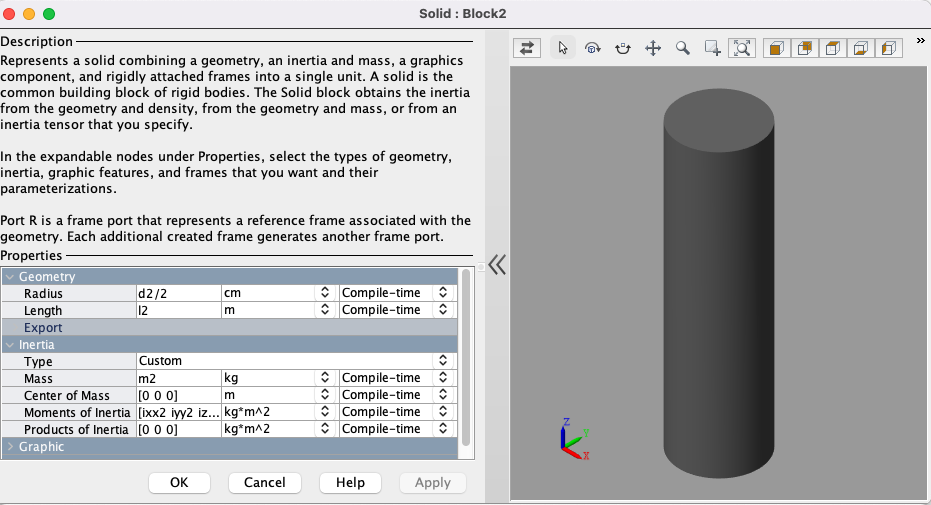 Solid : Block2
Description
Represents a solid combining a geometry, an inertia and mass, a graphics
component, and rigidly attached frames into a single unit. A solid is the
common building block of rigid bodies. The Solid block obtains the inertia
from the geometry and density, from the geometry and mass, or from an
inertia tensor that you specify.
In the expandable nodes under Properties, select the types of geometry,
inertia, graphic features, and frames that you want and their
parameterizations.
Port R is a frame port that represents a reference frame associated with the
geometry. Each additional created frame generates another frame port.
Properties
Geometry
Radius d2/2 cm Compile-time
Length l2 m Compile-time
Export
Inertia
Type Custom
Mass m2 kg Compile-time
Center of Mass [0 0 0] m Compile-time
Moments of Inertia [ixx2 iyy2 iz... kg*m^2 Compile-time
Products of Inertia [0 0 0] kg*m^2 Compile-time
Graphic
OK Cancel Help Apply
Z
Y
X